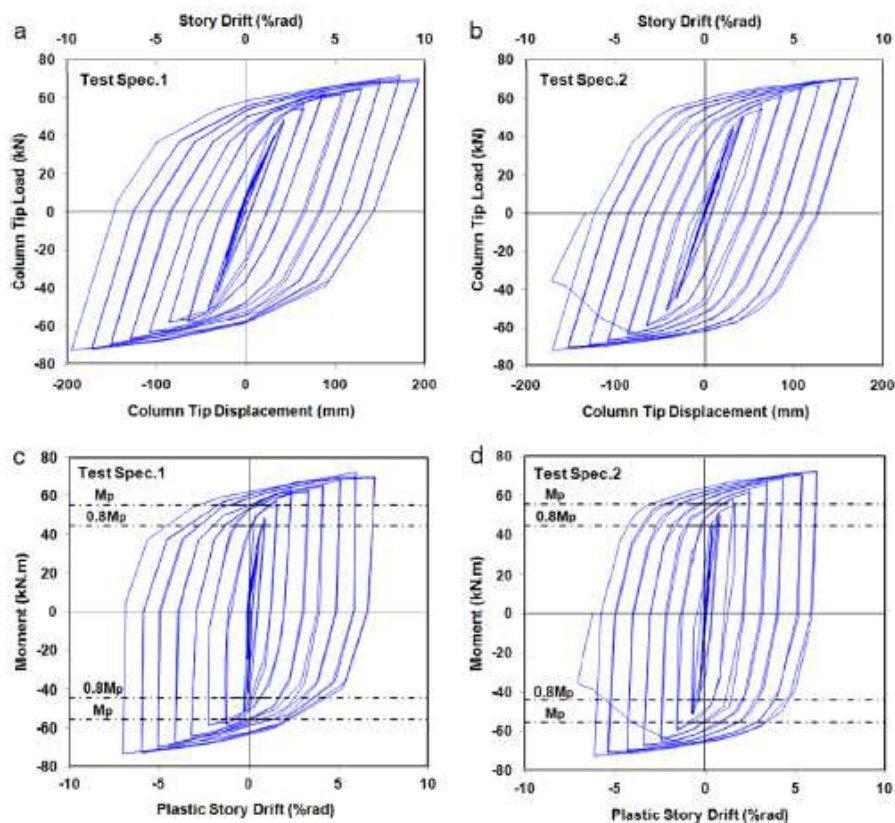 a
Story Drift (%rad)
-10 -5 0 5 10
80
60
40
20
0
-20
-40
-60
-80
Test Spec.1
Column Tip Load (kN)
-200 -100 0 100 200
Column Tip Displacement (mm)
b
Story Drift (%rad)
-10 -5 0 5 10
80
60
40
20
0
-20
-40
-60
-80
Test Spec.2
Column Tip Load (kN)
-200 -100 0 100 200
Column Tip Displacement (mm)
c
80
60
40
20
0
-20
-40
-60
-80
Test Spec.1
Mp
0.8Mp
0.8Mp
Mp
Moment (kN.m)
-10 -5 0 5 10
Plastic Story Drift (%rad)
d
80
60
40
20
0
-20
-40
-60
-80
Test Spec.2
Mp
0.8Mp
0.8Mp
Mp
Moment (kN.m)
-10 -5 0 5 10
Plastic Story Drift (%rad)